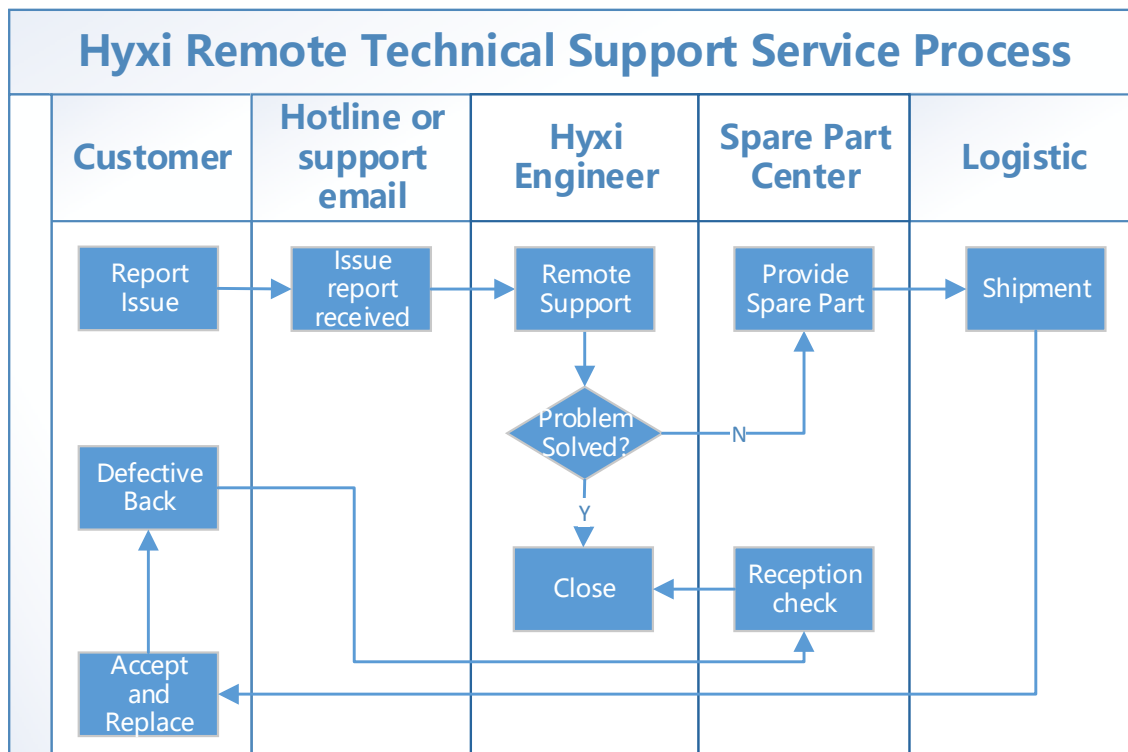 Hyxi Remote Technical Support Service Process
Customer
Hotline or
support
email
Hyxi
Engineer
Spare Part
Center
Logistic
Report
Issue
Issue
report
received
Remote
Support
Provide
Spare Part
Shipment
Problem
Solved?
N
Defective
Back
Y
Close
Reception
check
Accept
and
Replace